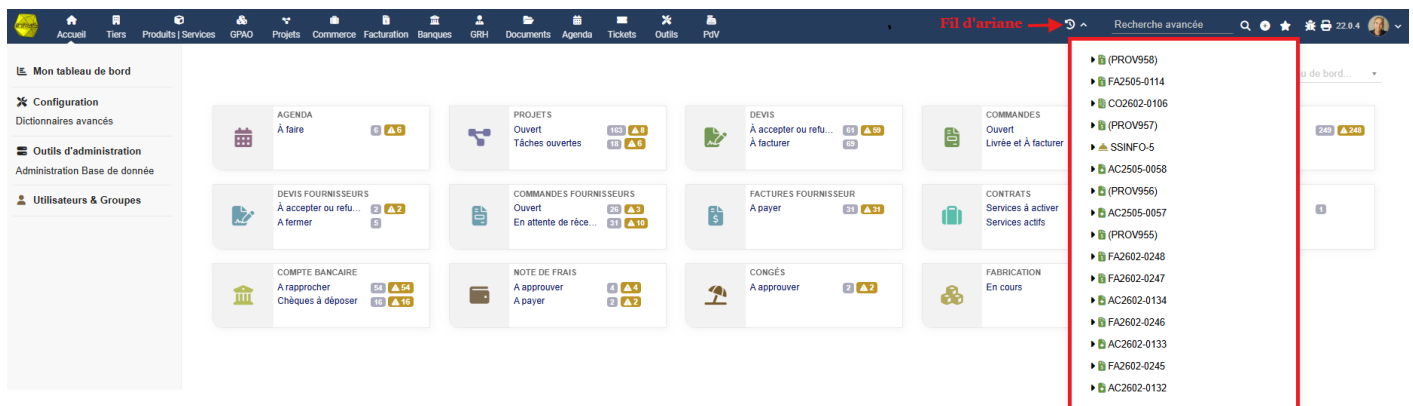 Accueil
Tiers
Produits | Services
GPAO
Projets
Commerce
Facturation
Banques
GRH
Documents
Agenda
Tickets
Outils
PdV
Fil d'ariane
Recherche avancée
22.0.4
Mon tableau de bord
Configuration
Dictionnaires avancés
Outils d'administration
Administration Base de donnée
Utilisateurs & Groupes
u de bord...
AGENDA
À faire 6 6
PROJETS
Ouvert 163 8
Tâches ouvertes 18 6
DEVIS
À accepter ou refu... 61 59
À facturer 69
COMMANDES
Ouvert
Livrée et À facturer
249 248
DEVIS FOURNISSEURS
À accepter ou refu... 2 2
A fermer 5
COMMANDES FOURNISSEURS
Ouvert 26 3
En attente de réce... 31 10
FACTURES FOURNISSEUR
A payer 31 31
CONTRATS
Services à activer
Services actifs
1
COMPTE BANCAIRE
A rapprocher 54 54
Chèques à déposer 16 16
NOTE DE FRAIS
A approuver 4 4
A payer 2 2
CONGÉS
A approuver 2 2
FABRICATION
En cours
(PROV958)
FA2505-0114
CO2602-0106
(PROV957)
SSINFO-5
AC2505-0058
(PROV956)
AC2505-0057
(PROV955)
FA2602-0248
FA2602-0247
AC2602-0134
FA2602-0246
AC2602-0133
FA2602-0245
AC2602-0132